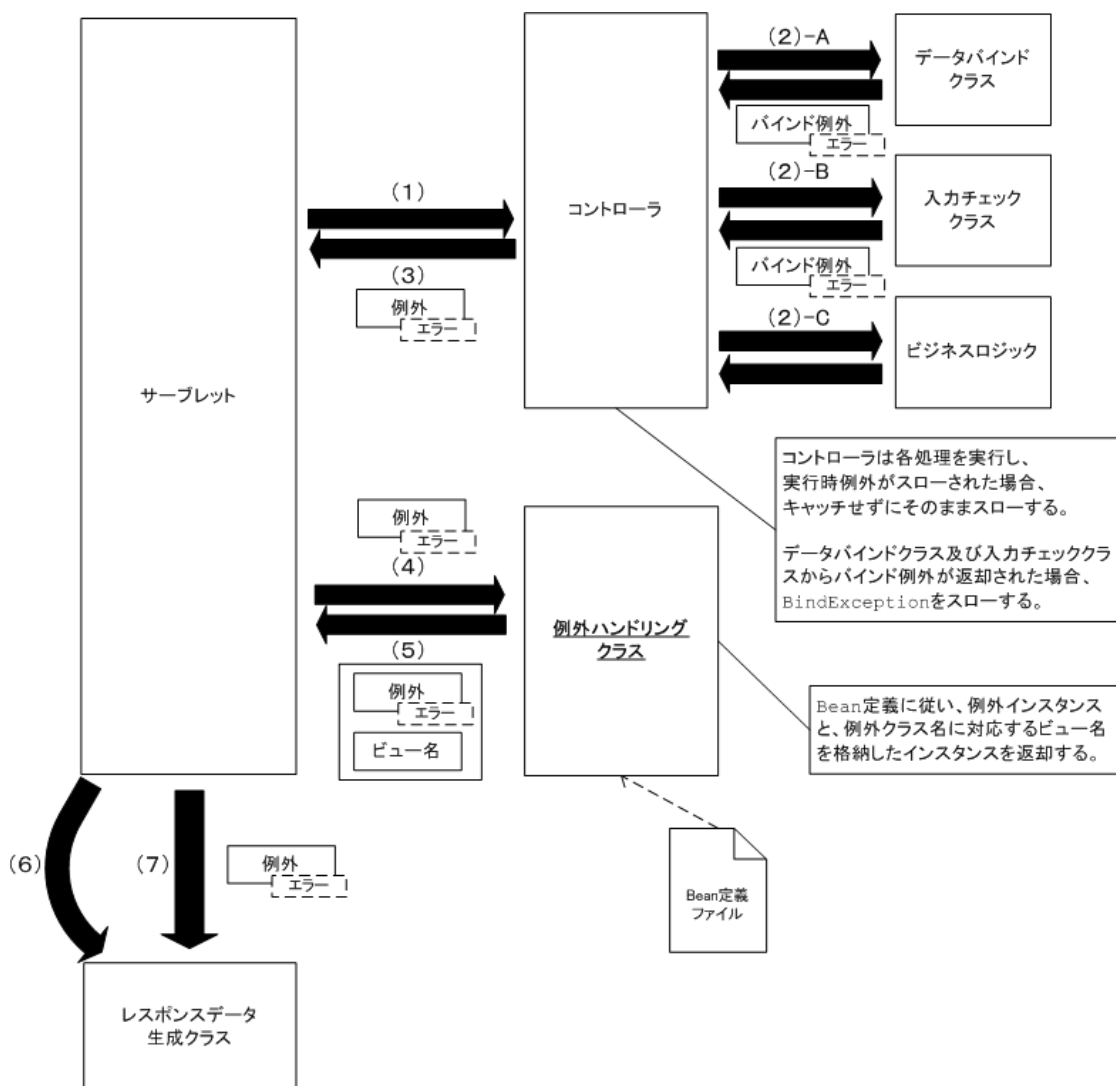 (2)-A
データバインド
クラス
バインド例外
エラー
(2)-B
入力チェック
クラス
バインド例外
エラー
(1)
コントローラ
(3)
例外
エラー
(2)-C
ビジネスロジック
サーブレット
コントローラは各処理を実行し、
実行時例外がスローされた場合、
キャッチせずにそのままスローする。
データバインドクラス及び入力チェッククラ
スからバインド例外が返却された場合、
BindExceptionをスローする。
例外
エラー
(4)
例外ハンドリング
クラス
(5)
例外
エラー
ビュー名
Bean定義に従い、例外インスタンス
と、例外クラス名に対応するビュー名
を格納したインスタンスを返却する。
(6)
(7)
例外
エラー
Bean定義
ファイル
レスポンスデータ
生成クラス